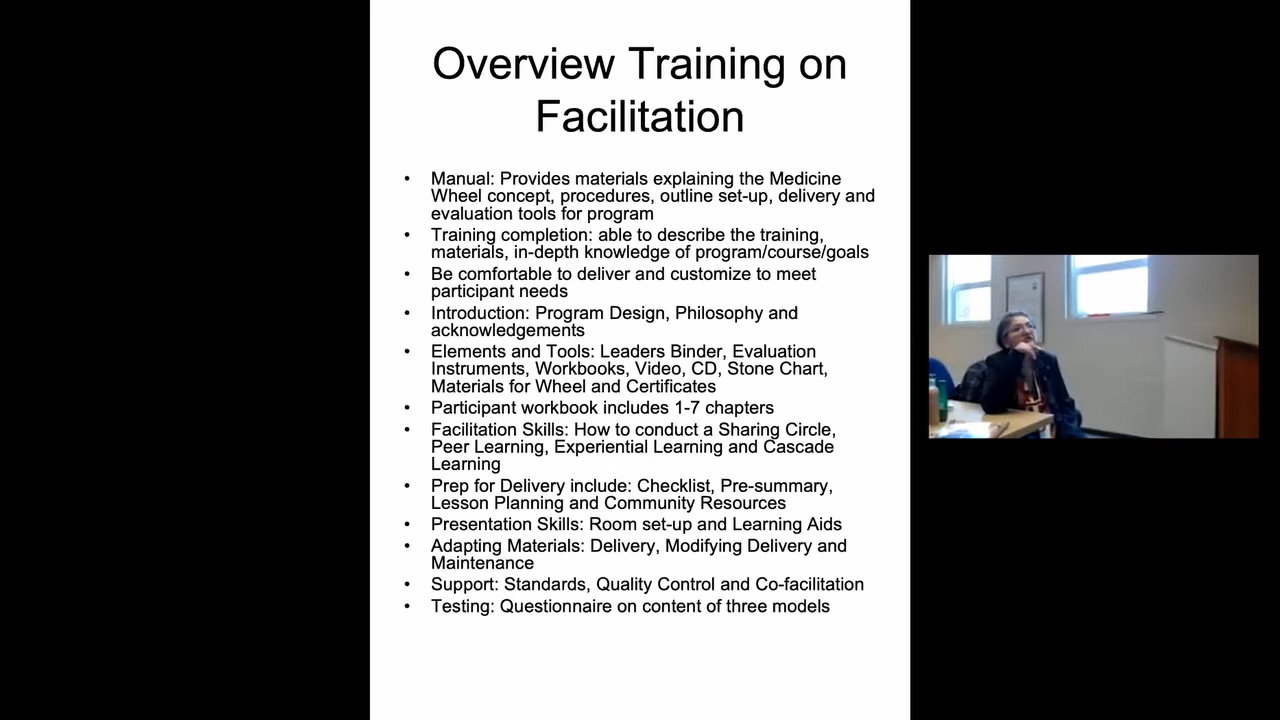 Overview Training on
Facilitation
• Manual: Provides materials explaining the Medicine
Wheel concept, procedures, outline set-up, delivery and
evaluation tools for program
• Training completion: able to describe the training,
materials, in-depth knowledge of program/course/goals
• Be comfortable to deliver and customize to meet
participant needs
• Introduction: Program Design, Philosophy and
acknowledgements
• Elements and Tools: Leaders Binder, Evaluation
Instruments, Workbooks, Video, CD, Stone Chart,
Materials for Wheel and Certificates
• Participant workbook includes 1-7 chapters
• Facilitation Skills: How to conduct a Sharing Circle,
Peer Learning, Experiential Learning and Cascade
Learning
• Prep for Delivery include: Checklist, Pre-summary,
Lesson Planning and Community Resources
• Presentation Skills: Room set-up and Learning Aids
• Adapting Materials: Delivery, Modifying Delivery and
Maintenance
• Support: Standards, Quality Control and Co-facilitation
• Testing: Questionnaire on content of three models